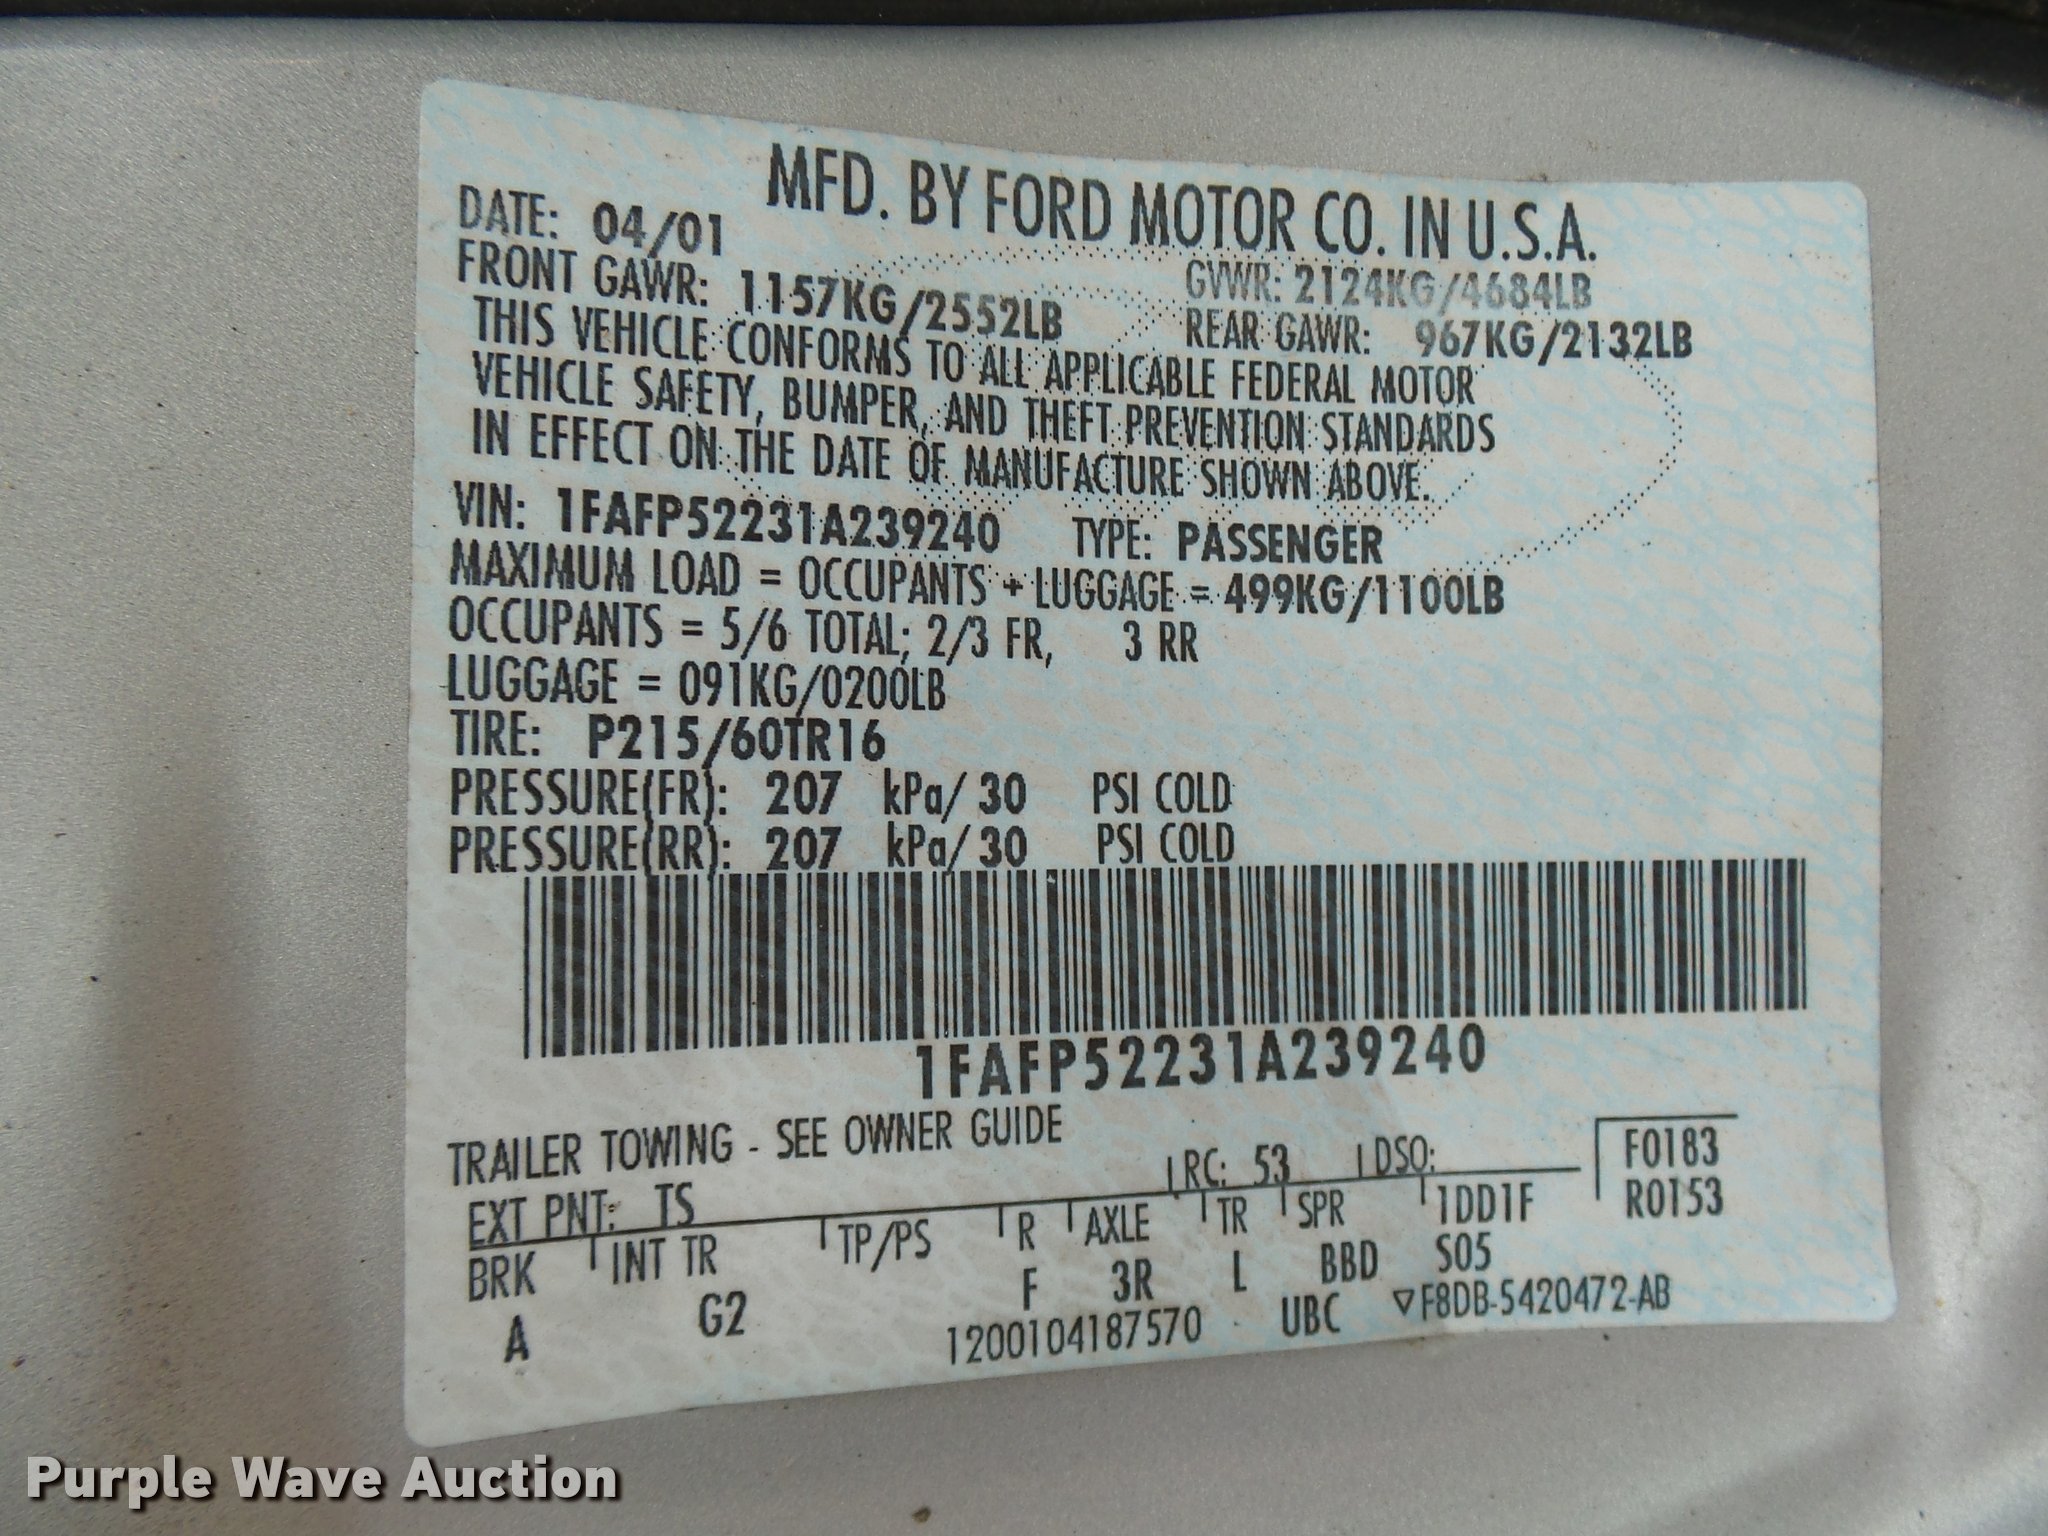 MFD. BY FORD MOTOR CO. IN U.S.A.
DATE: 04/01
GVWR: 2124KG/4684LB
FRONT GAWR: 1157KG/2552LB
REAR GAWR: 967KG/2132LB
THIS VEHICLE CONFORMS TO ALL APPLICABLE FEDERAL MOTOR
VEHICLE SAFETY, BUMPER, AND THEFT PREVENTION STANDARDS
IN EFFECT ON THE DATE OF MANUFACTURE SHOWN ABOVE.
VIN: 1FAFP52231A239240 TYPE: PASSENGER
MAXIMUM LOAD = OCCUPANTS + LUGGAGE = 499KG/1100LB
OCCUPANTS = 5/6 TOTAL; 2/3 FR, 3 RR
LUGGAGE = 091KG/0200LB
TIRE: P215/60TR16
PRESSURE(FR): 207 kPa/ 30 PSI COLD
PRESSURE(RR): 207 kPa/ 30 PSI COLD
1FAFP52231A239240
TRAILER TOWING - SEE OWNER GUIDE
EXT PNT: TS RC: 53 DSO: F0183
BRK INT TR TP/PS R AXLE TR SPR 1DD1F R0153
A G2 F 3R L BBD S05
1200104187570 UBC ▽F8DB-5420472-AB
Purple Wave Auction